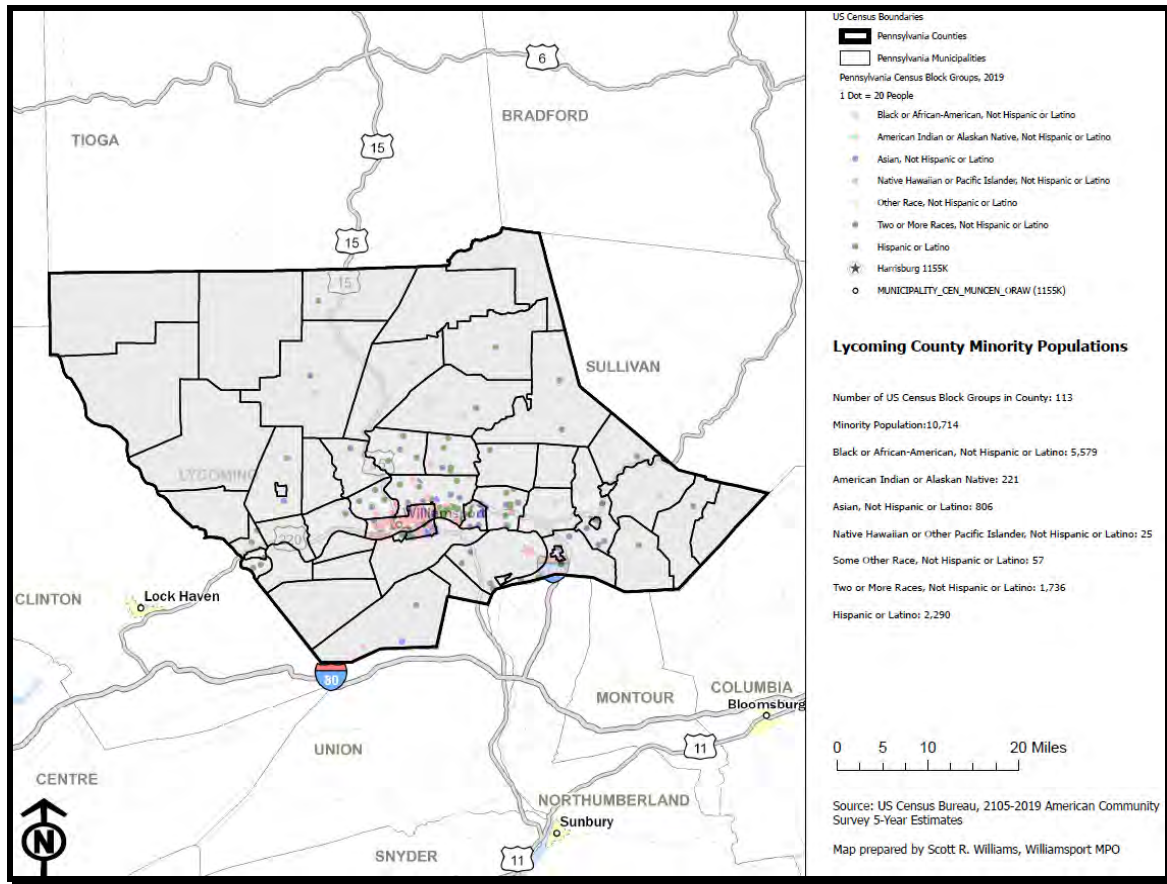 US Census Boundaries
Pennsylvania Counties
Pennsylvania Municipalities
Pennsylvania Census Block Groups, 2019
1 Dot = 20 People
Black or African-American, Not Hispanic or Latino
American Indian or Alaskan Native, Not Hispanic or Latino
Asian, Not Hispanic or Latino
Native Hawaiian or Pacific Islander, Not Hispanic or Latino
Other Race, Not Hispanic or Latino
Two or More Races, Not Hispanic or Latino
Hispanic or Latino
Harrisburg 1155K
MUNICIPALITY_CEN_MUNCEN_ORAW (1155K)
Lycoming County Minority Populations
Number of US Census Block Groups in County: 113
Minority Population:10,714
Black or African-American, Not Hispanic or Latino: 5,579
American Indian or Alaskan Native: 221
Asian, Not Hispanic or Latino: 806
Native Hawaiian or Other Pacific Islander, Not Hispanic or Latino: 25
Some Other Race, Not Hispanic or Latino: 57
Two or More Races, Not Hispanic or Latino: 1,736
Hispanic or Latino: 2,290
0 5 10 20 Miles
Source: US Census Bureau, 2105-2019 American Community
Survey 5-Year Estimates
Map prepared by Scott R. Williams, Williamsport MPO
6
BRADFORD
TIOGA
15
15
15
SULLIVAN
LYCOMING
Williamsport
220
CLINTON
Lock Haven
80
MONTOUR
COLUMBIA
Bloomsburg
UNION
11
CENTRE
NORTHUMBERLAND
Sunbury
N
SNYDER
11